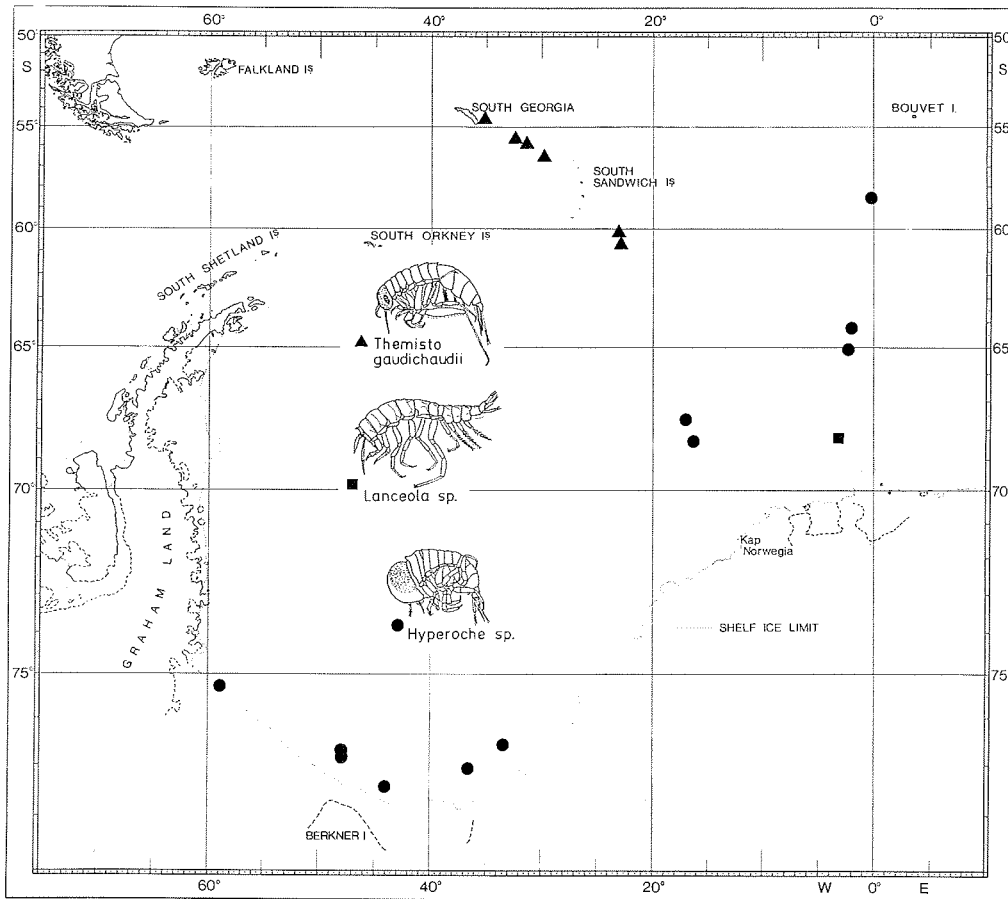 60° 40° 20° 0°
50° 50°
S S
FALKLAND Is
SOUTH GEORGIA
BOUVET I.
55° 55°
SOUTH
SANDWICH Is
60° 60°
SOUTH ORKNEY Is
SOUTH SHETLAND Is
65° 65°
Themisto
gaudichaudii
Lanceola sp.
70° 70°
Kap
Norwegia
GRAHAM LAND
Hyperoche sp.
SHELF ICE LIMIT
75° 75°
BERKNER I
60° 40° 20° W 0° E